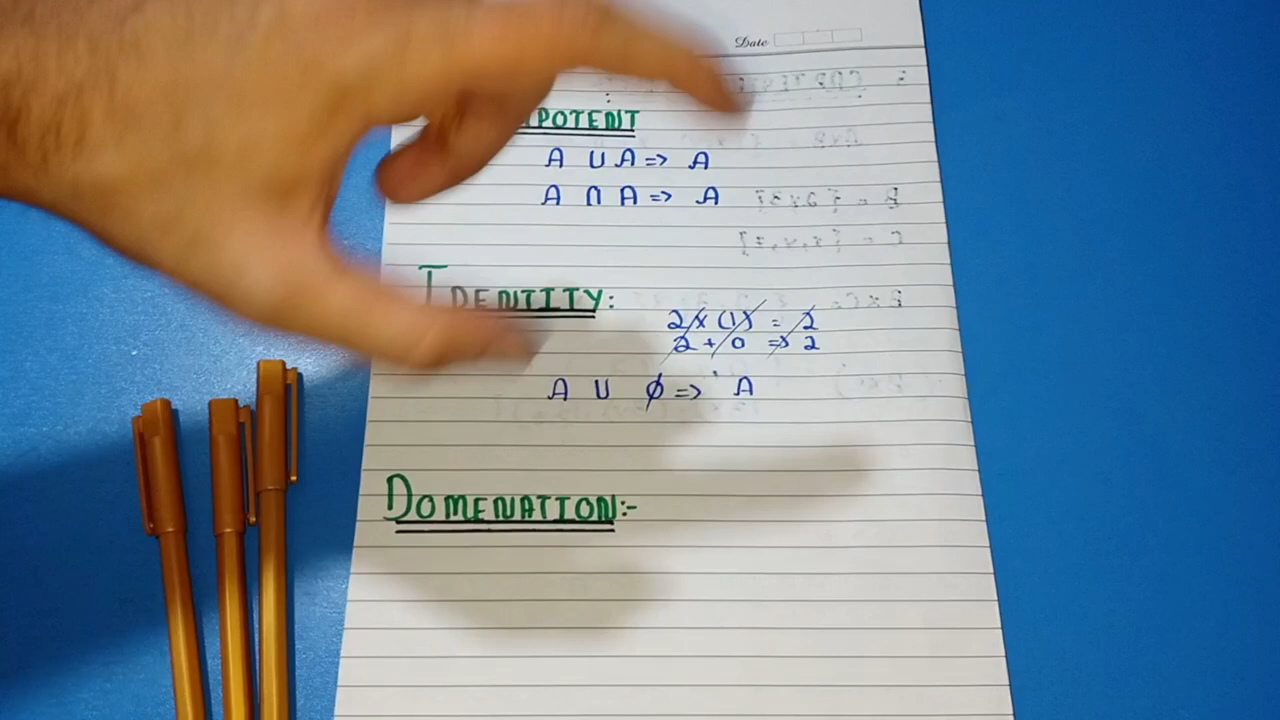 Date
POTENT
A U A => A
A ∩ A => A
IDENTITY:
2 x (1) = 2
2 + 0 => 2
A U ϕ => A
DOMENATION:-